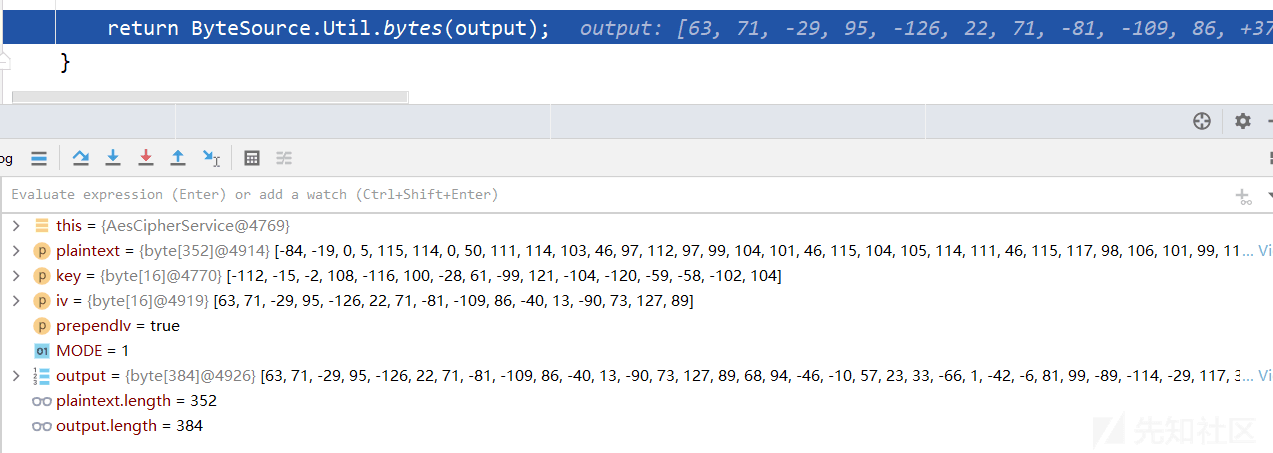 return ByteSource.Util.bytes(output);   output: [63, 71, -29, 95, -126, 22, 71, -81, -109, 86, +37
}
og
Evaluate expression (Enter) or add a watch (Ctrl+Shift+Enter)
this = {AesCipherService@4769}
plaintext = {byte[352]@4914} [-84, -19, 0, 5, 115, 114, 0, 50, 111, 114, 103, 46, 97, 112, 97, 99, 104, 101, 46, 115, 104, 105, 114, 111, 46, 115, 117, 98, 106, 101, 99, 11... Vi
key = {byte[16]@4770} [-112, -15, -2, 108, -116, 100, -28, 61, -99, 121, -104, -120, -59, -58, -102, 104]
iv = {byte[16]@4919} [63, 71, -29, 95, -126, 22, 71, -81, -109, 86, -40, 13, -90, 73, 127, 89]
prependIv = true
01 MODE = 1
output = {byte[384]@4926} [63, 71, -29, 95, -126, 22, 71, -81, -109, 86, -40, 13, -90, 73, 127, 89, 68, 94, -46, -10, 57, 23, 33, -66, 1, -42, -6, 81, 99, -89, -114, -29, 117, 3... Vi
plaintext.length = 352
output.length = 384
先知社区